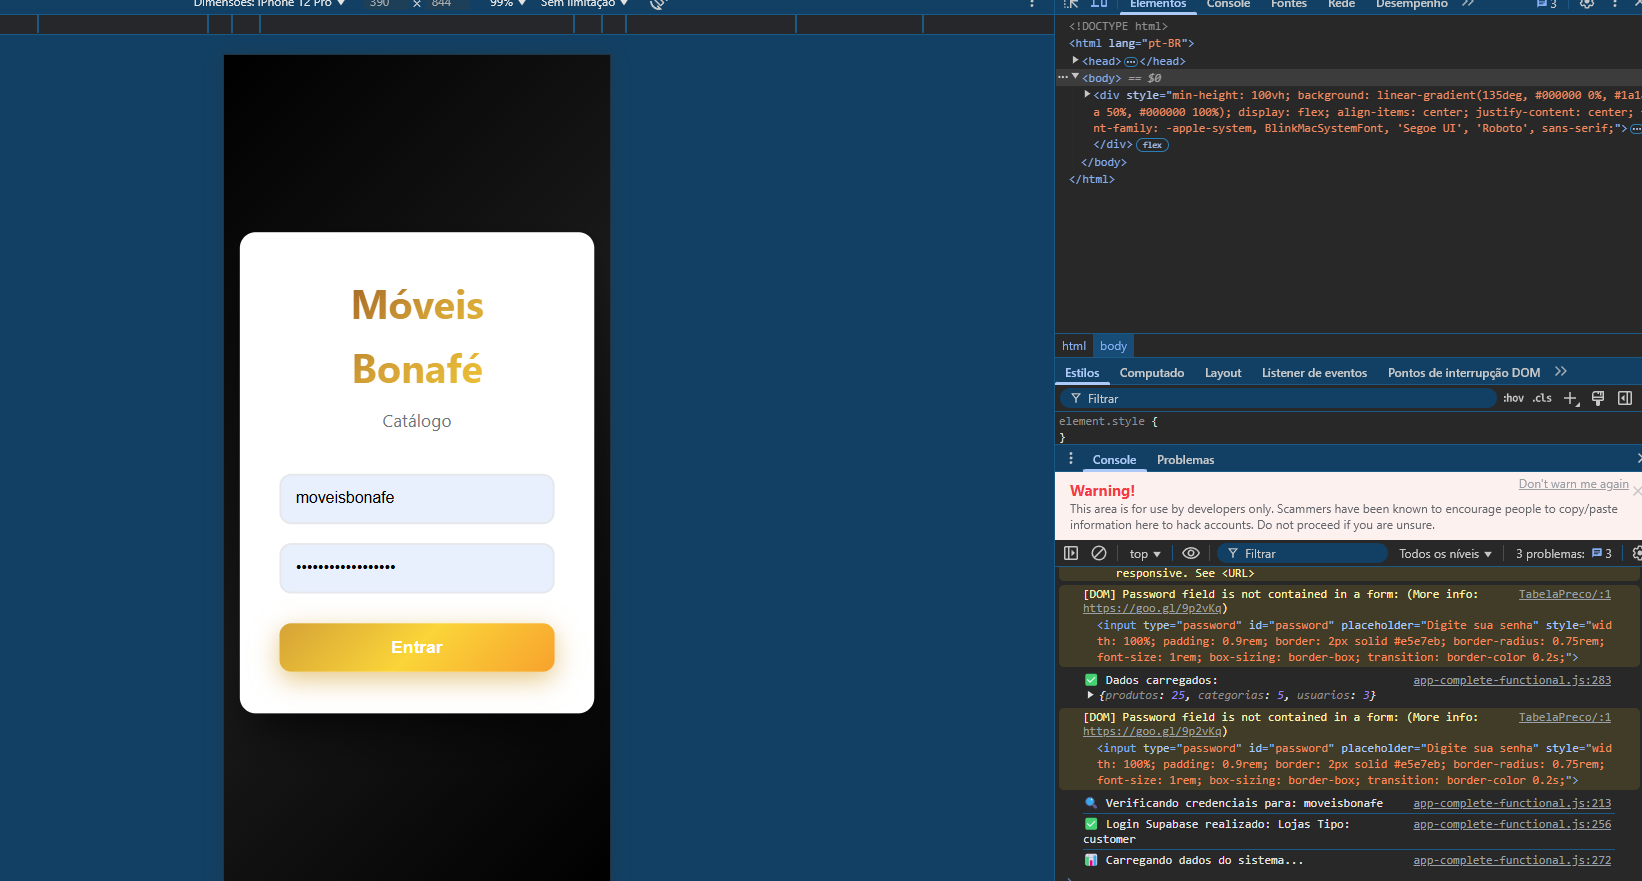 Dimensões: iPhone 12 Pro ▼ 390 × 844 99% ▼ Sem limitação ▼
Móveis
Bonafé
Catálogo
moveisbonafe
••••••••••••••••••
Entrar
Elementos Console Fontes Rede Desempenho >> 3
<!DOCTYPE html>
<html lang="pt-BR">
<head> ••• </head>
••• <body> == $0
<div style="min-height: 100vh; background: linear-gradient(135deg, #000000 0%, #1a1a
a 50%, #000000 100%); display: flex; align-items: center; justify-content: center;
nt-family: -apple-system, BlinkMacSystemFont, 'Segoe UI', 'Roboto', sans-serif;"> •••
</div> flex
</body>
</html>
html body
Estilos Computado Layout Listener de eventos Pontos de interrupção DOM >>
Filtrar :hov .cls +
element.style {
}
Console Problemas
Don't warn me again
Warning!
This area is for use by developers only. Scammers have been known to encourage people to copy/paste
information here to hack accounts. Do not proceed if you are unsure.
top ▼ Filtrar Todos os níveis ▼ 3 problemas: 3
responsive. See <URL>
[DOM] Password field is not contained in a form: (More info: TabelaPreco/:1
https://goo.gl/9p2vKq)
<input type="password" id="password" placeholder="Digite sua senha" style="wid
th: 100%; padding: 0.9rem; border: 2px solid #e5e7eb; border-radius: 0.75rem;
font-size: 1rem; box-sizing: border-box; transition: border-color 0.2s;">
✅ Dados carregados: app-complete-functional.js:283
{produtos: 25, categorias: 5, usuarios: 3}
[DOM] Password field is not contained in a form: (More info: TabelaPreco/:1
https://goo.gl/9p2vKq)
<input type="password" id="password" placeholder="Digite sua senha" style="wid
th: 100%; padding: 0.9rem; border: 2px solid #e5e7eb; border-radius: 0.75rem;
font-size: 1rem; box-sizing: border-box; transition: border-color 0.2s;">
🔍 Verificando credenciais para: moveisbonafe app-complete-functional.js:213
✅ Login Supabase realizado: Lojas Tipo: app-complete-functional.js:256
customer
📊 Carregando dados do sistema... app-complete-functional.js:272